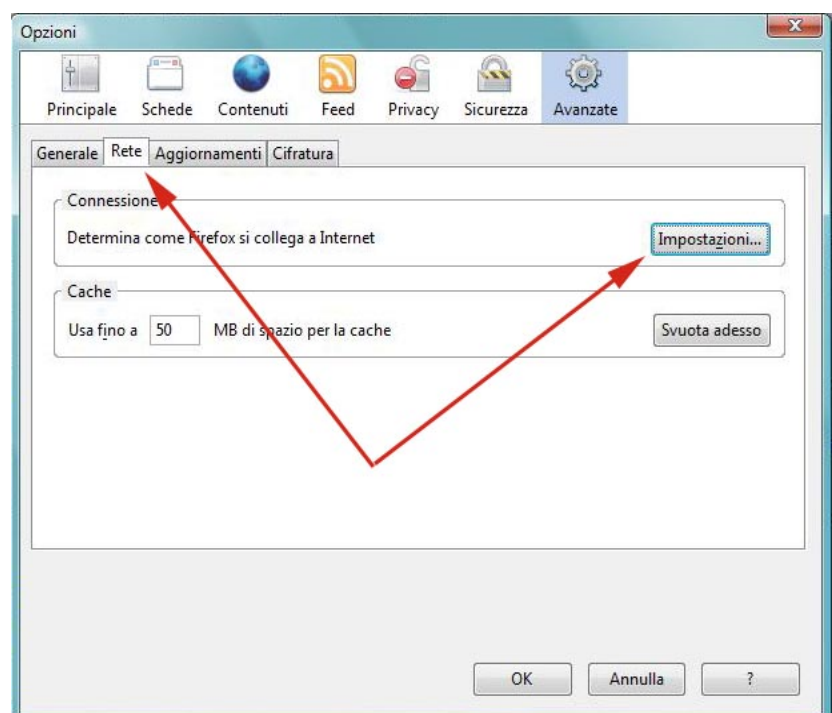 Opzioni
Principale Schede Contenuti Feed Privacy Sicurezza Avanzate
Generale Rete Aggiornamenti Cifratura
Connessione
Determina come Firefox si collega a Internet Impostazioni...
Cache
Usa fino a 50 MB di spazio per la cache Svuota adesso
OK Annulla ?